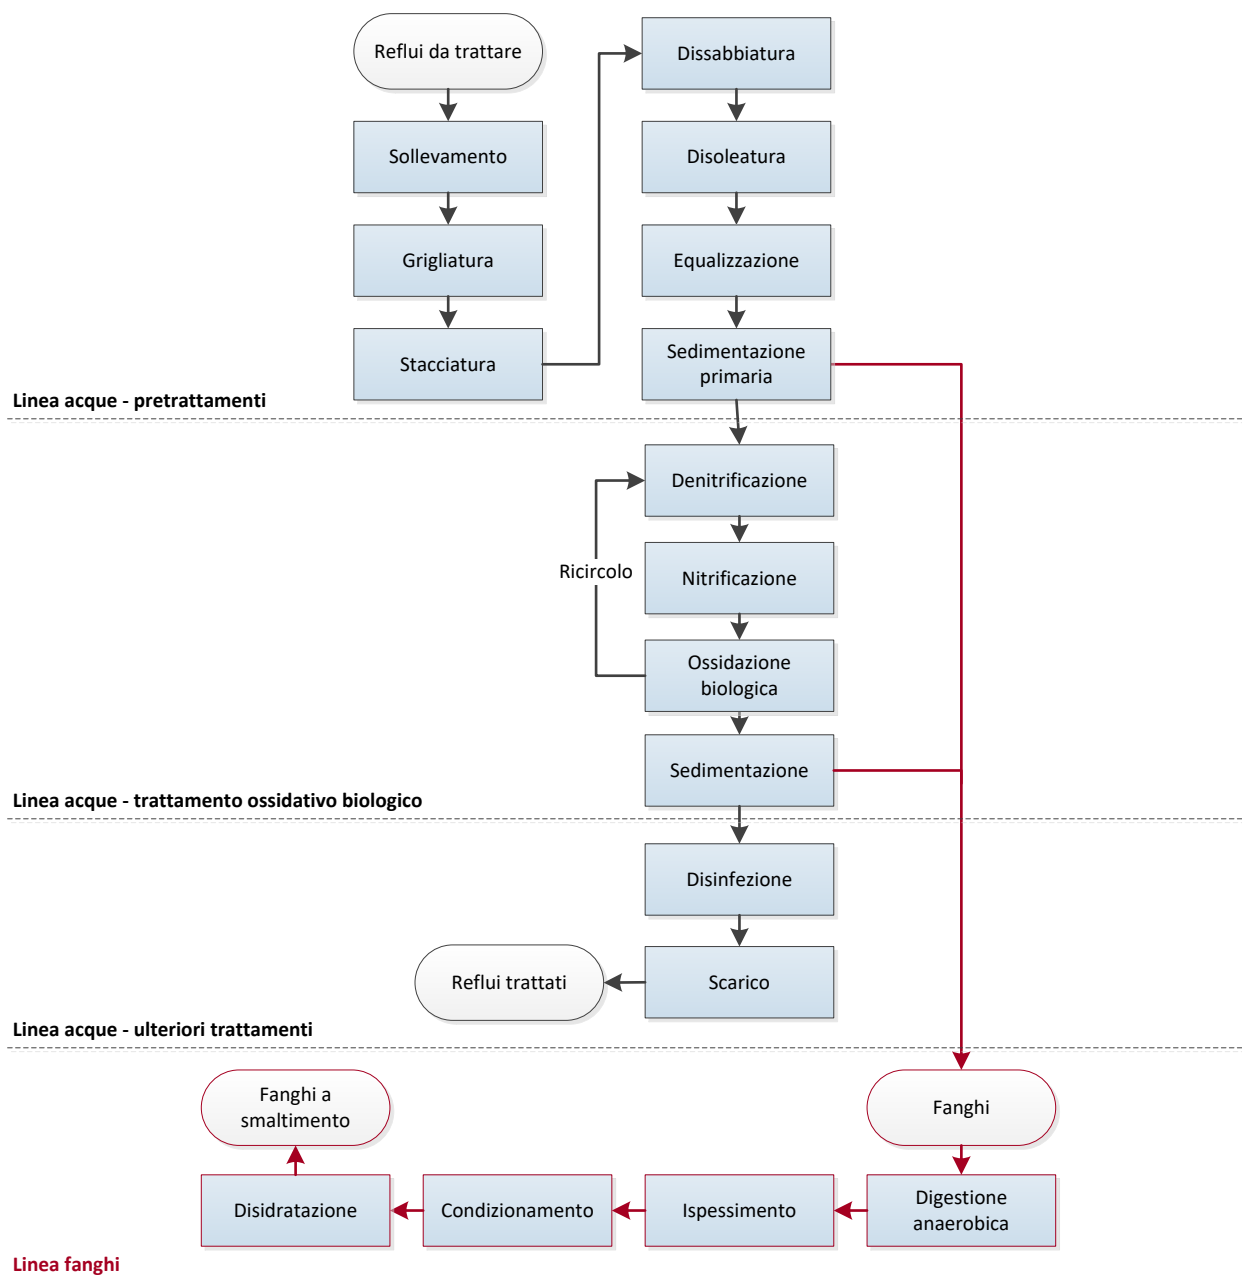 Reflui da trattare
Sollevamento
Grigliatura
Stacciatura
Dissabbiatura
Disoleatura
Equalizzazione
Sedimentazione
primaria
Linea acque - pretrattamenti
Denitrificazione
Ricircolo
Nitrificazione
Ossidazione
biologica
Sedimentazione
Linea acque - trattamento ossidativo biologico
Disinfezione
Scarico
Reflui trattati
Linea acque - ulteriori trattamenti
Fanghi
Digestione
anaerobica
Ispessimento
Condizionamento
Disidratazione
Fanghi a
smaltimento
Linea fanghi